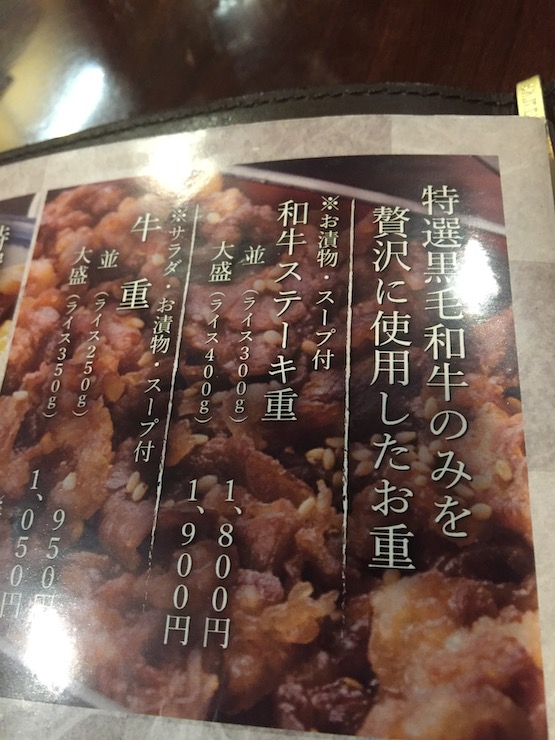 特選黒毛和牛のみを
贅沢に使用したお重
※お漬物・スープ付
和牛ステーキ重
並（ライス300g） 1,800円
大盛（ライス400g） 1,900円
※サラダ・お漬物・スープ付
牛重
並（ライス250g） 950円
大盛（ライス350g） 1,050円